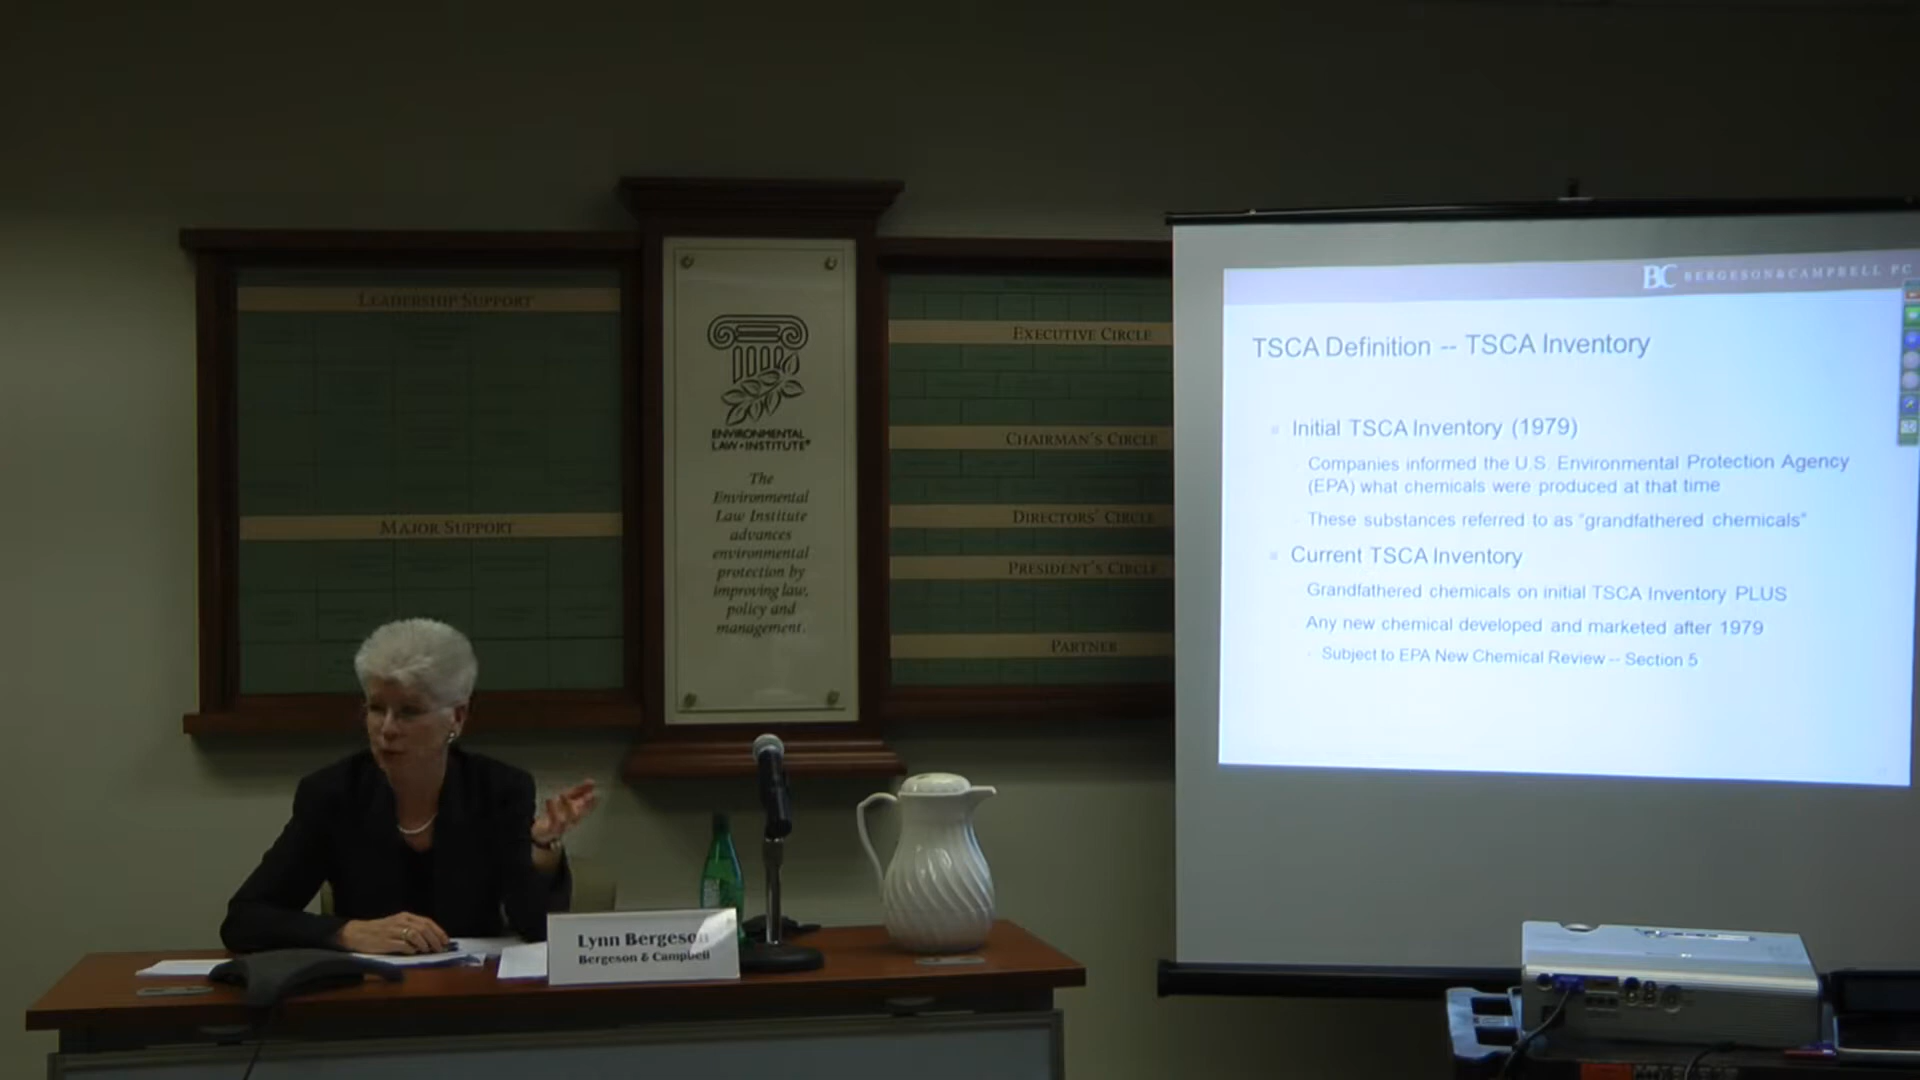 LEADERSHIP SUPPORT
MAJOR SUPPORT
ENVIRONMENTAL
LAW•INSTITUTE®
The
Environmental
Law Institute
advances
environmental
protection by
improving law,
policy and
management.
EXECUTIVE CIRCLE
CHAIRMAN'S CIRCLE
DIRECTORS' CIRCLE
PRESIDENT'S CIRCLE
PARTNER
BC BERGESON&CAMPBELL PC
TSCA Definition -- TSCA Inventory
Initial TSCA Inventory (1979)
Companies informed the U.S. Environmental Protection Agency
(EPA) what chemicals were produced at that time
These substances referred to as "grandfathered chemicals"
Current TSCA Inventory
Grandfathered chemicals on initial TSCA Inventory PLUS
Any new chemical developed and marketed after 1979
Subject to EPA New Chemical Review -- Section 5
Lynn Bergeson
Bergeson & Campbell